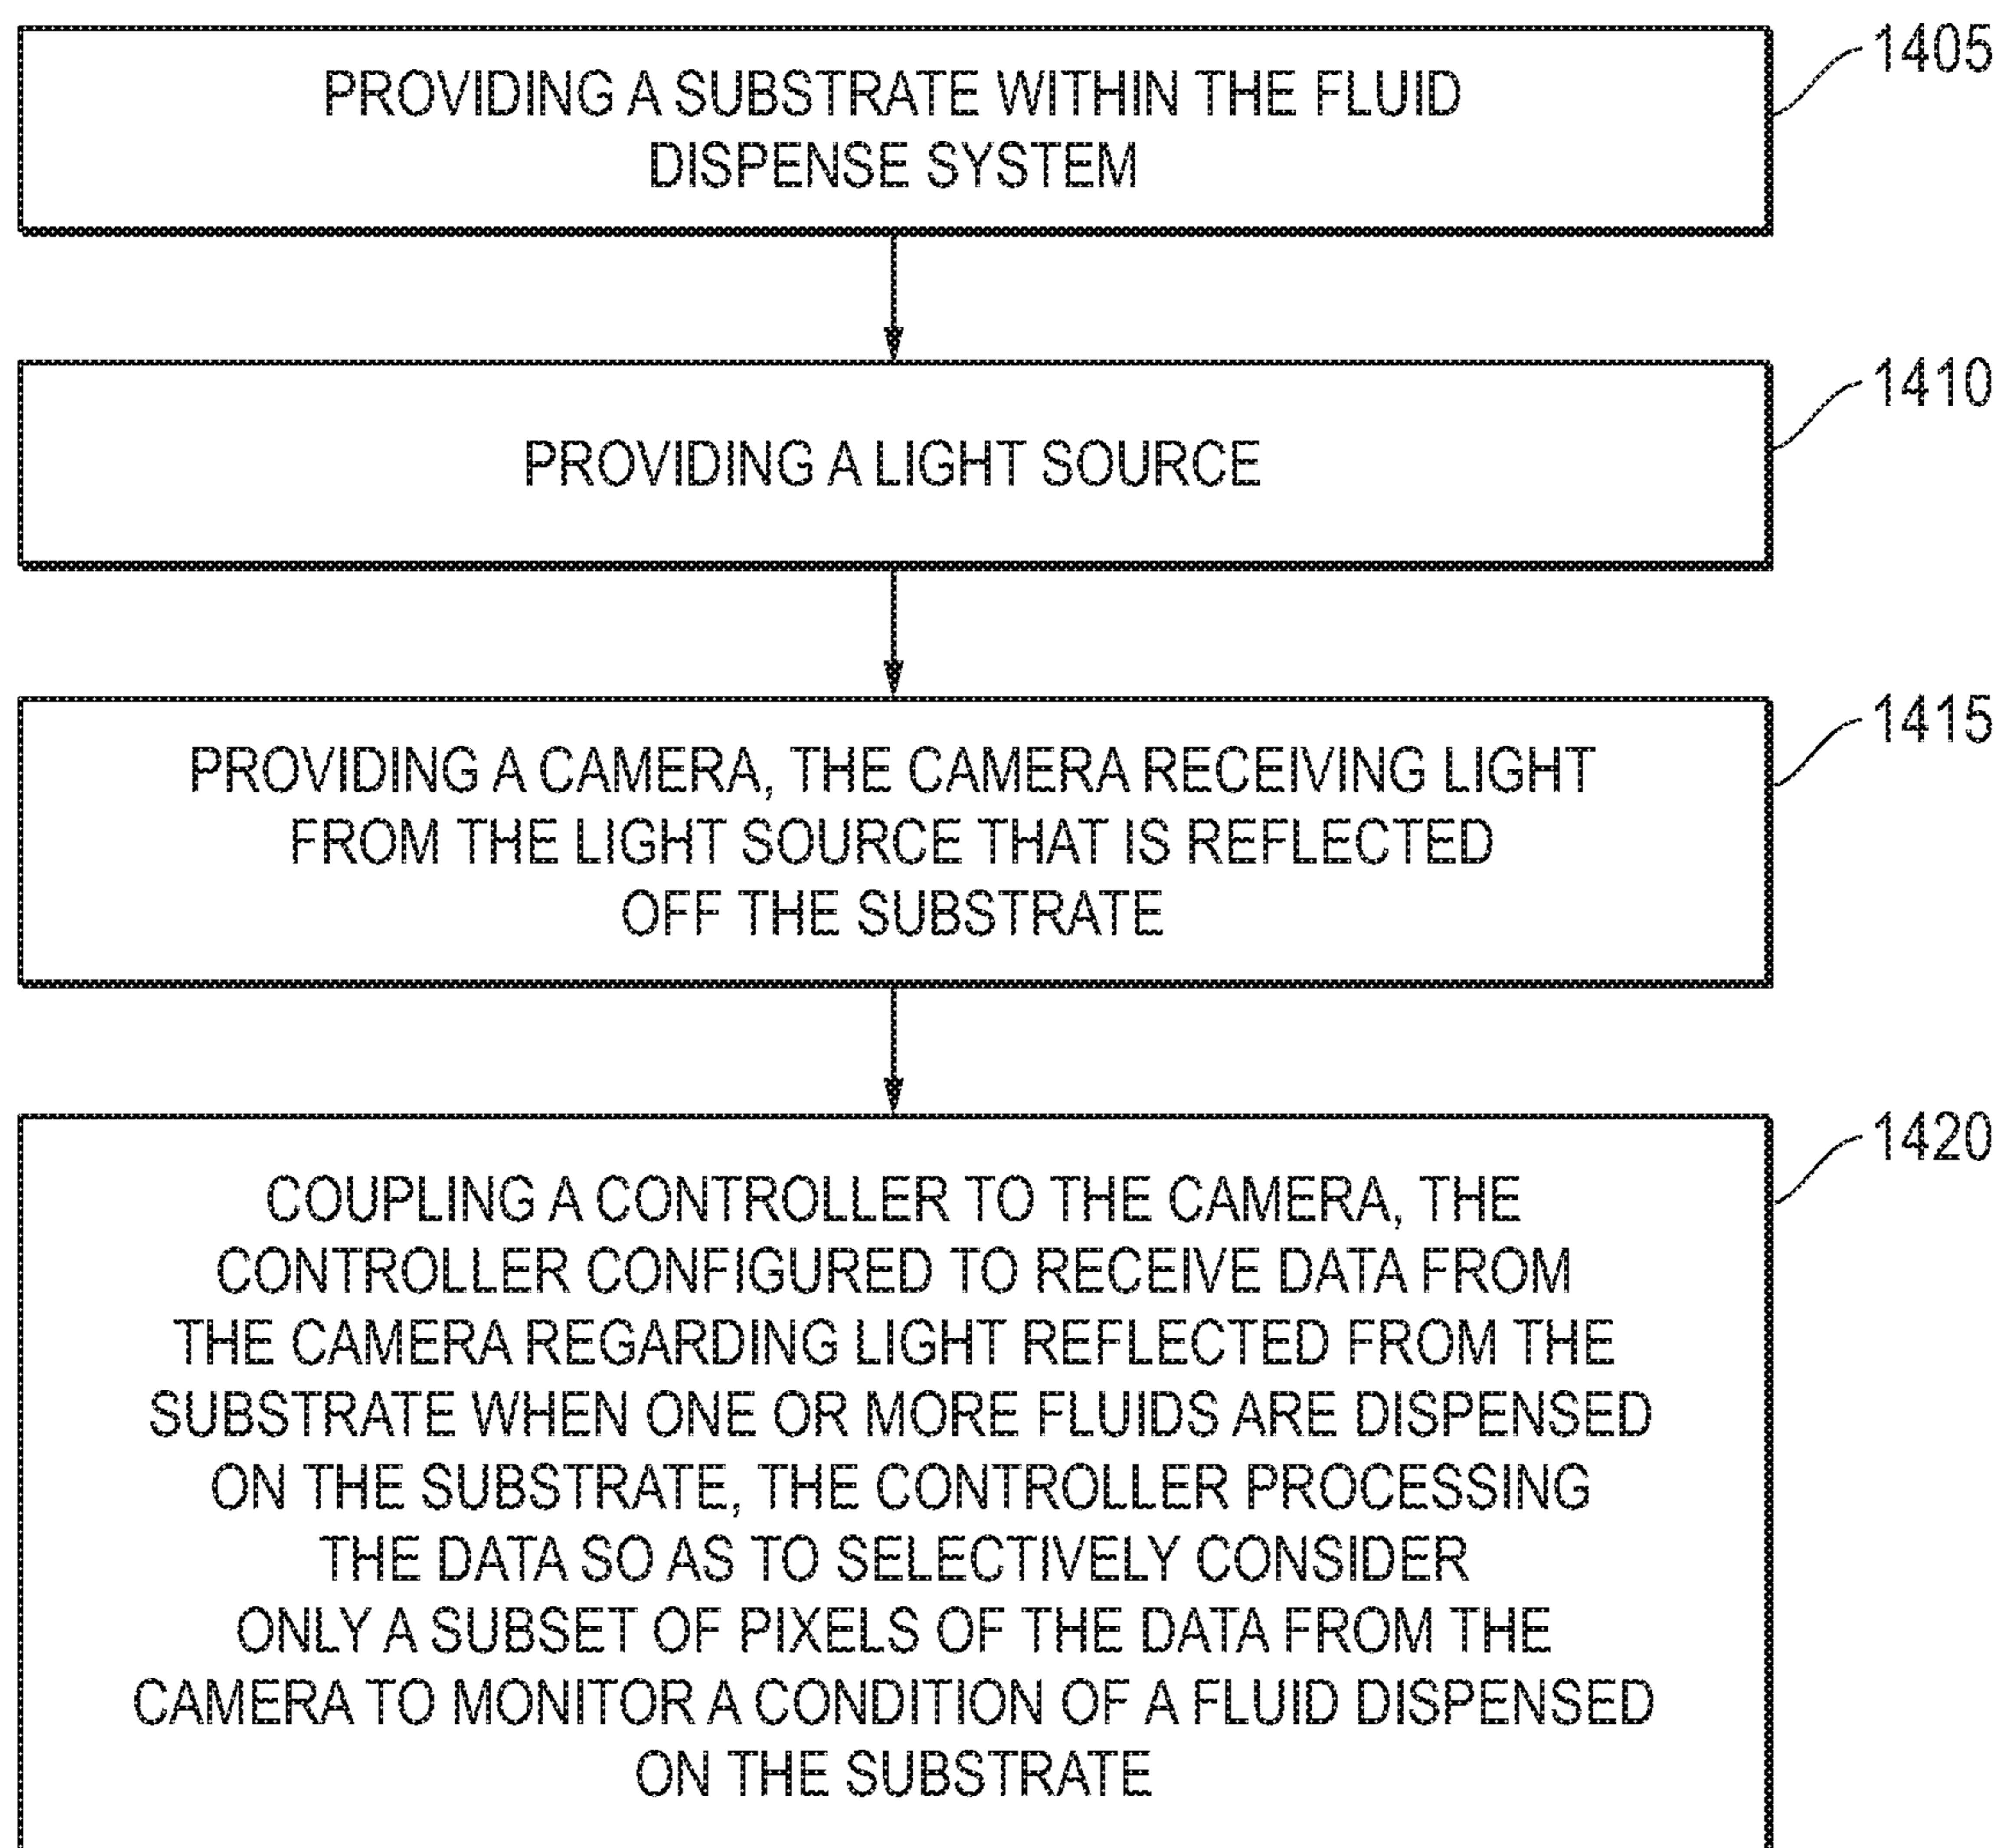 PROVIDING A SUBSTRATE WITHIN THE FLUID
DISPENSE SYSTEM
1405
PROVIDING A LIGHT SOURCE
1410
PROVIDING A CAMERA, THE CAMERA RECEIVING LIGHT
FROM THE LIGHT SOURCE THAT IS REFLECTED
OFF THE SUBSTRATE
1415
COUPLING A CONTROLLER TO THE CAMERA, THE
CONTROLLER CONFIGURED TO RECEIVE DATA FROM
THE CAMERA REGARDING LIGHT REFLECTED FROM THE
SUBSTRATE WHEN ONE OR MORE FLUIDS ARE DISPENSED
ON THE SUBSTRATE, THE CONTROLLER PROCESSING
THE DATA SO AS TO SELECTIVELY CONSIDER
ONLY A SUBSET OF PIXELS OF THE DATA FROM THE
CAMERA TO MONITOR A CONDITION OF A FLUID DISPENSED
ON THE SUBSTRATE
1420